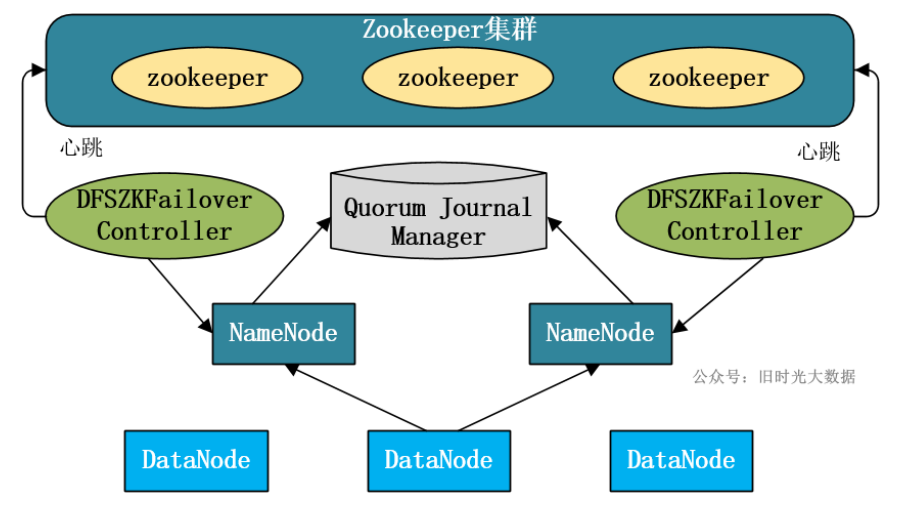 Zookeeper集群
zookeeper
zookeeper
zookeeper
心跳
心跳
DFSZKFailover
Controller
Quorum Journal
Manager
DFSZKFailover
Controller
NameNode
NameNode
公众号：旧时光大数据
DataNode
DataNode
DataNode